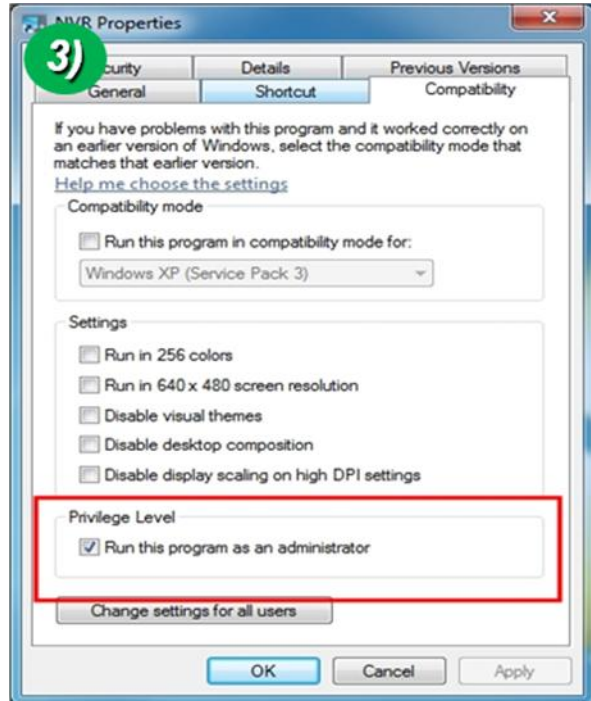 NVR Properties
3)
curity
Details
Previous Versions
General
Shortcut
Compatibility
If you have problems with this program and it worked correctly on
an earlier version of Windows, select the compatibility mode that
matches that earlier version.
Help me choose the settings
Compatibility mode
Run this program in compatibility mode for:
Windows XP (Service Pack 3)
Settings
Run in 256 colors
Run in 640 x 480 screen resolution
Disable visual themes
Disable desktop composition
Disable display scaling on high DPI settings
Privilege Level
Run this program as an administrator
Change settings for all users
OK
Cancel
Apply